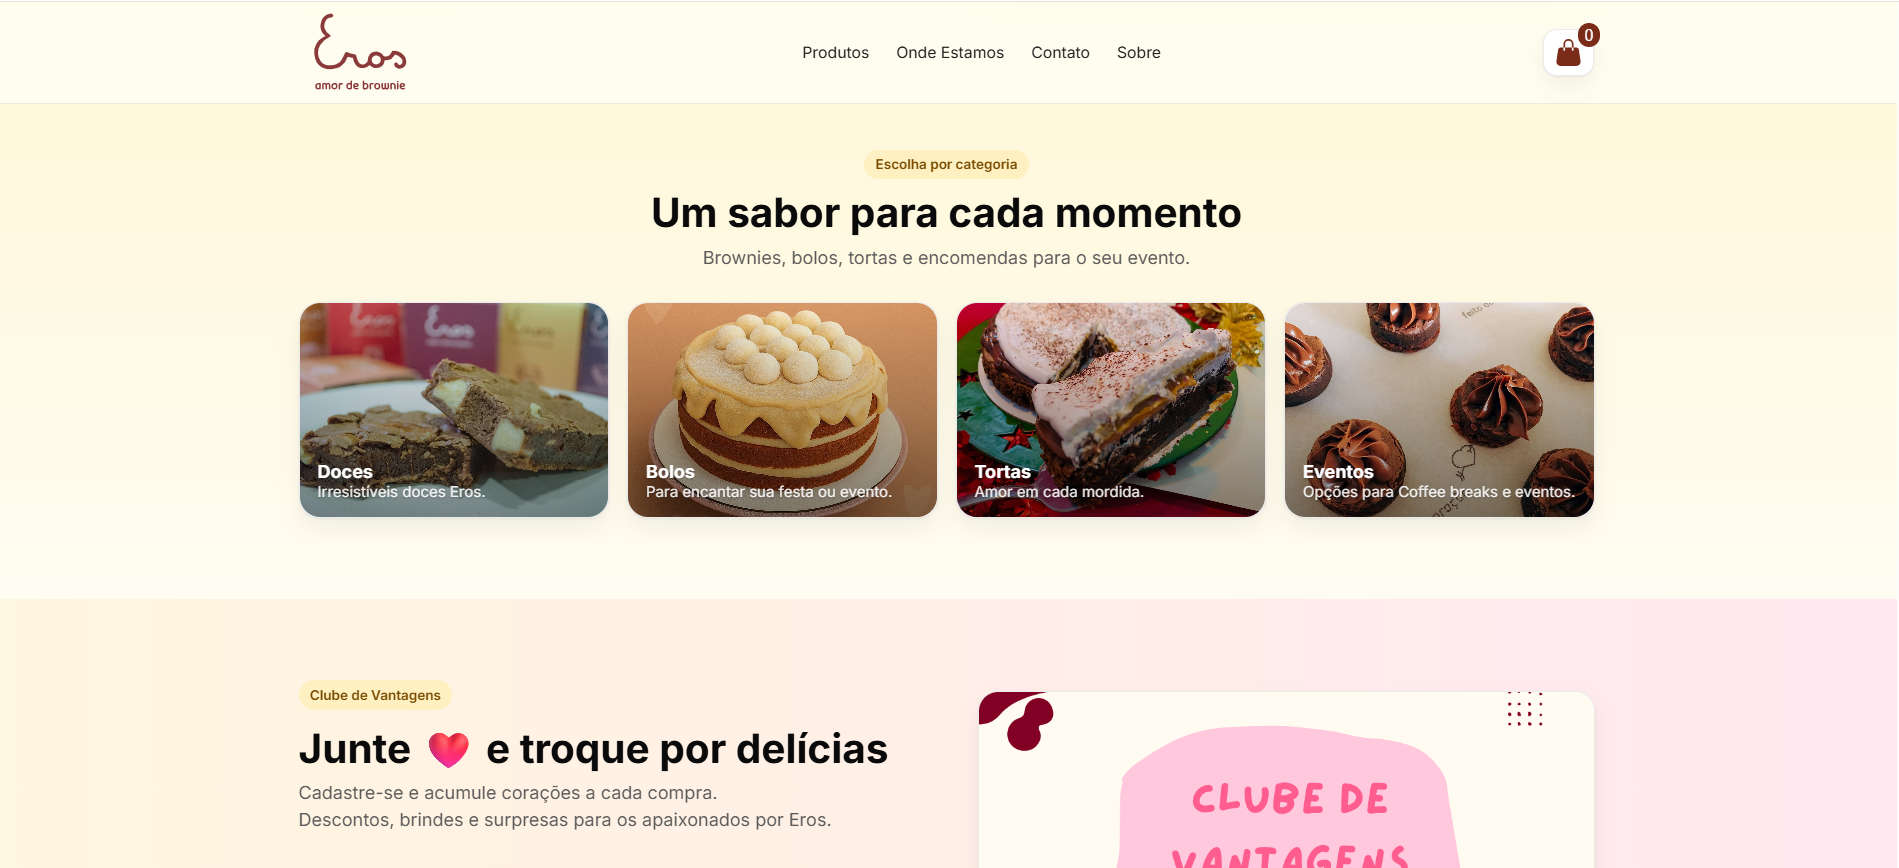 Eros
amor de brownie
Produtos
Onde Estamos
Contato
Sobre
0
Escolha por categoria
Um sabor para cada momento
Brownies, bolos, tortas e encomendas para o seu evento.
Eros
Eros
Doces
Irresistíveis doces Eros.
Bolos
Para encantar sua festa ou evento.
Tortas
Amor em cada mordida.
Eventos
Opções para Coffee breaks e eventos.
Clube de Vantagens
Junte ❤️ e troque por delícias
Cadastre-se e acumule corações a cada compra.
Descontos, brindes e surpresas para os apaixonados por Eros.
CLUBE DE
VANTAGENS